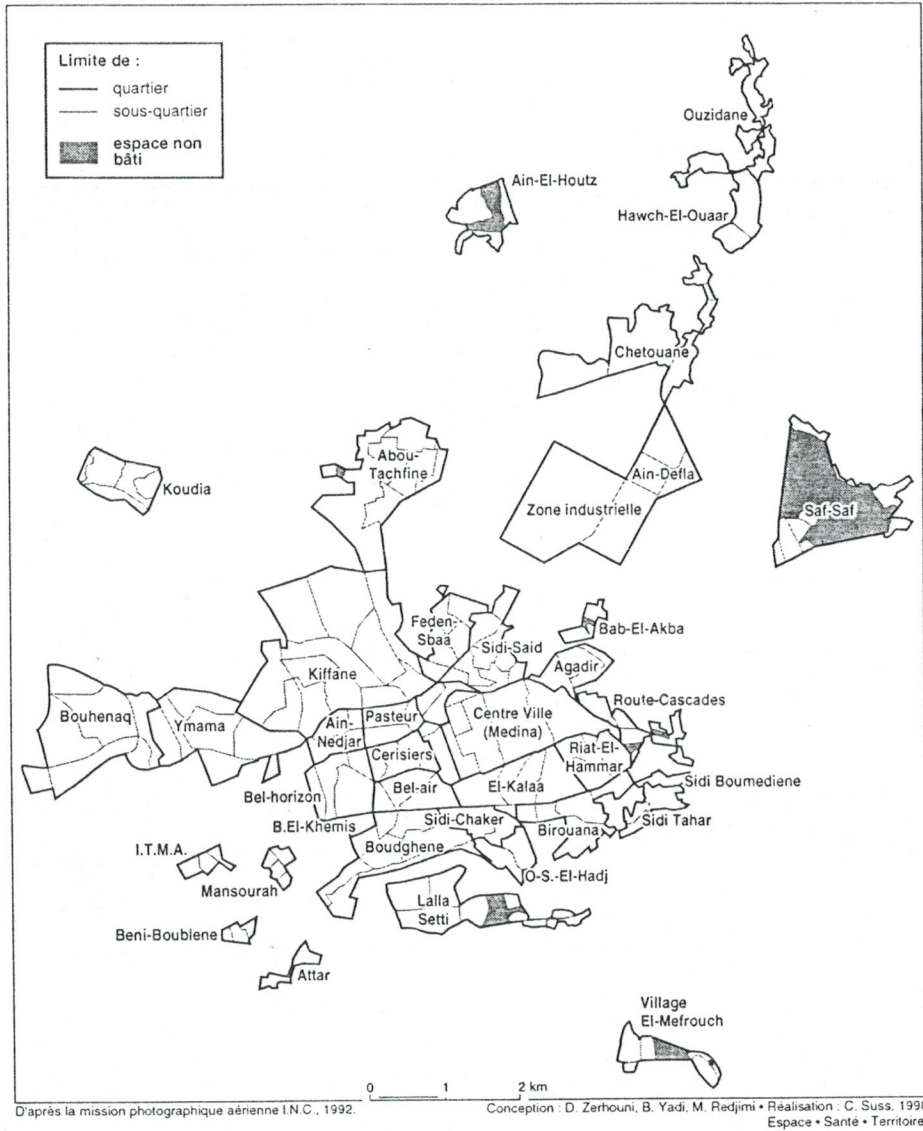 Limite de :
quartier
sous-quartier
espace non
bâti
Ouzidane
Ain-El-Houtz
Hawch-El-Ouaar
Chetouane
Abou-
Tachfine
Koudia
Ain-Defla
Zone industrielle
Saf-Saf
Feden-
Sbaa
Sidi-Said
Bab-El-Akba
Agadir
Kiffane
Route-Cascades
Bouhenaq
Ymama
Ain-
Nedjar
Pasteur
Centre Ville
(Medina)
Riat-El-
Hammar
Cerisiers
Bel-horizon
Bel-air
El-Kalaa
Sidi Boumediene
B.El-Khemis
Sidi-Chaker
Birouana
Sidi Tahar
I.T.M.A.
Boudghene
Mansourah
O-S.-El-Hadj
Lalla
Setti
Beni-Boublene
Attar
Village
El-Mefrouch
0 1 2 km
D'après la mission photographique aérienne I.N.C., 1992.
Conception : D. Zerhouni, B. Yadi, M. Redjimi • Réalisation : C. Suss,
Espace • Santé • Territoire